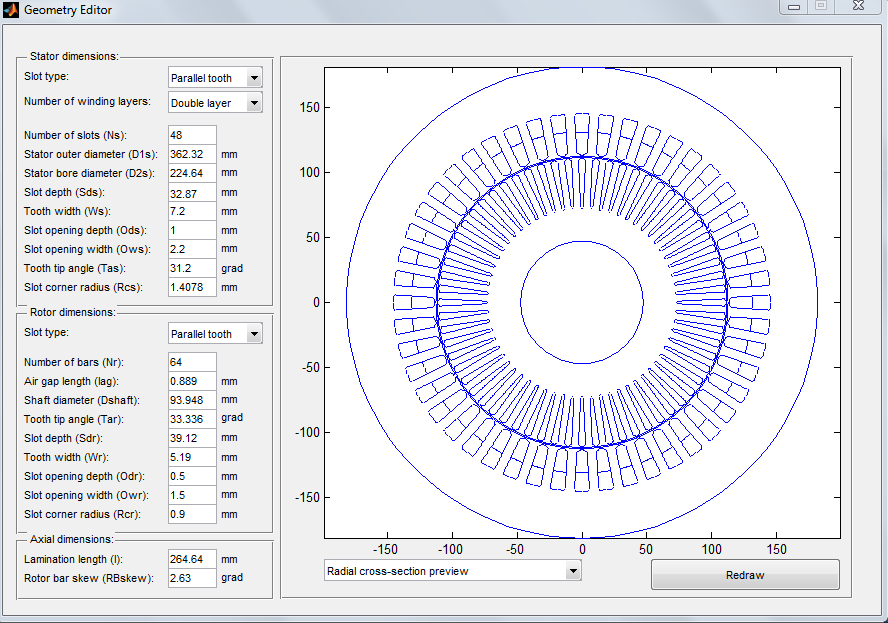 Geometry Editor
Stator dimensions:
Slot type: Parallel tooth
Number of winding layers: Double layer
Number of slots (Ns): 48
Stator outer diameter (D1s): 362.32 mm
Stator bore diameter (D2s): 224.64 mm
Slot depth (Sds): 32.87 mm
Tooth width (Ws): 7.2 mm
Slot opening depth (Ods): 1 mm
Slot opening width (Ows): 2.2 mm
Tooth tip angle (Tas): 31.2 grad
Slot corner radius (Rcs): 1.4078 mm
Rotor dimensions:
Slot type: Parallel tooth
Number of bars (Nr): 64
Air gap length (lag): 0.889 mm
Shaft diameter (Dshaft): 93.948 mm
Tooth tip angle (Tar): 33.336 grad
Slot depth (Sdr): 39.12 mm
Tooth width (Wr): 5.19 mm
Slot opening depth (Odr): 0.5 mm
Slot opening width (Owr): 1.5 mm
Slot corner radius (Rcr): 0.9 mm
Axial dimensions:
Lamination length (l): 264.64 mm
Rotor bar skew (RBskew): 2.63 grad
150
100
50
0
-50
-100
-150
-150 -100 -50 0 50 100 150
Radial cross-section preview
Redraw